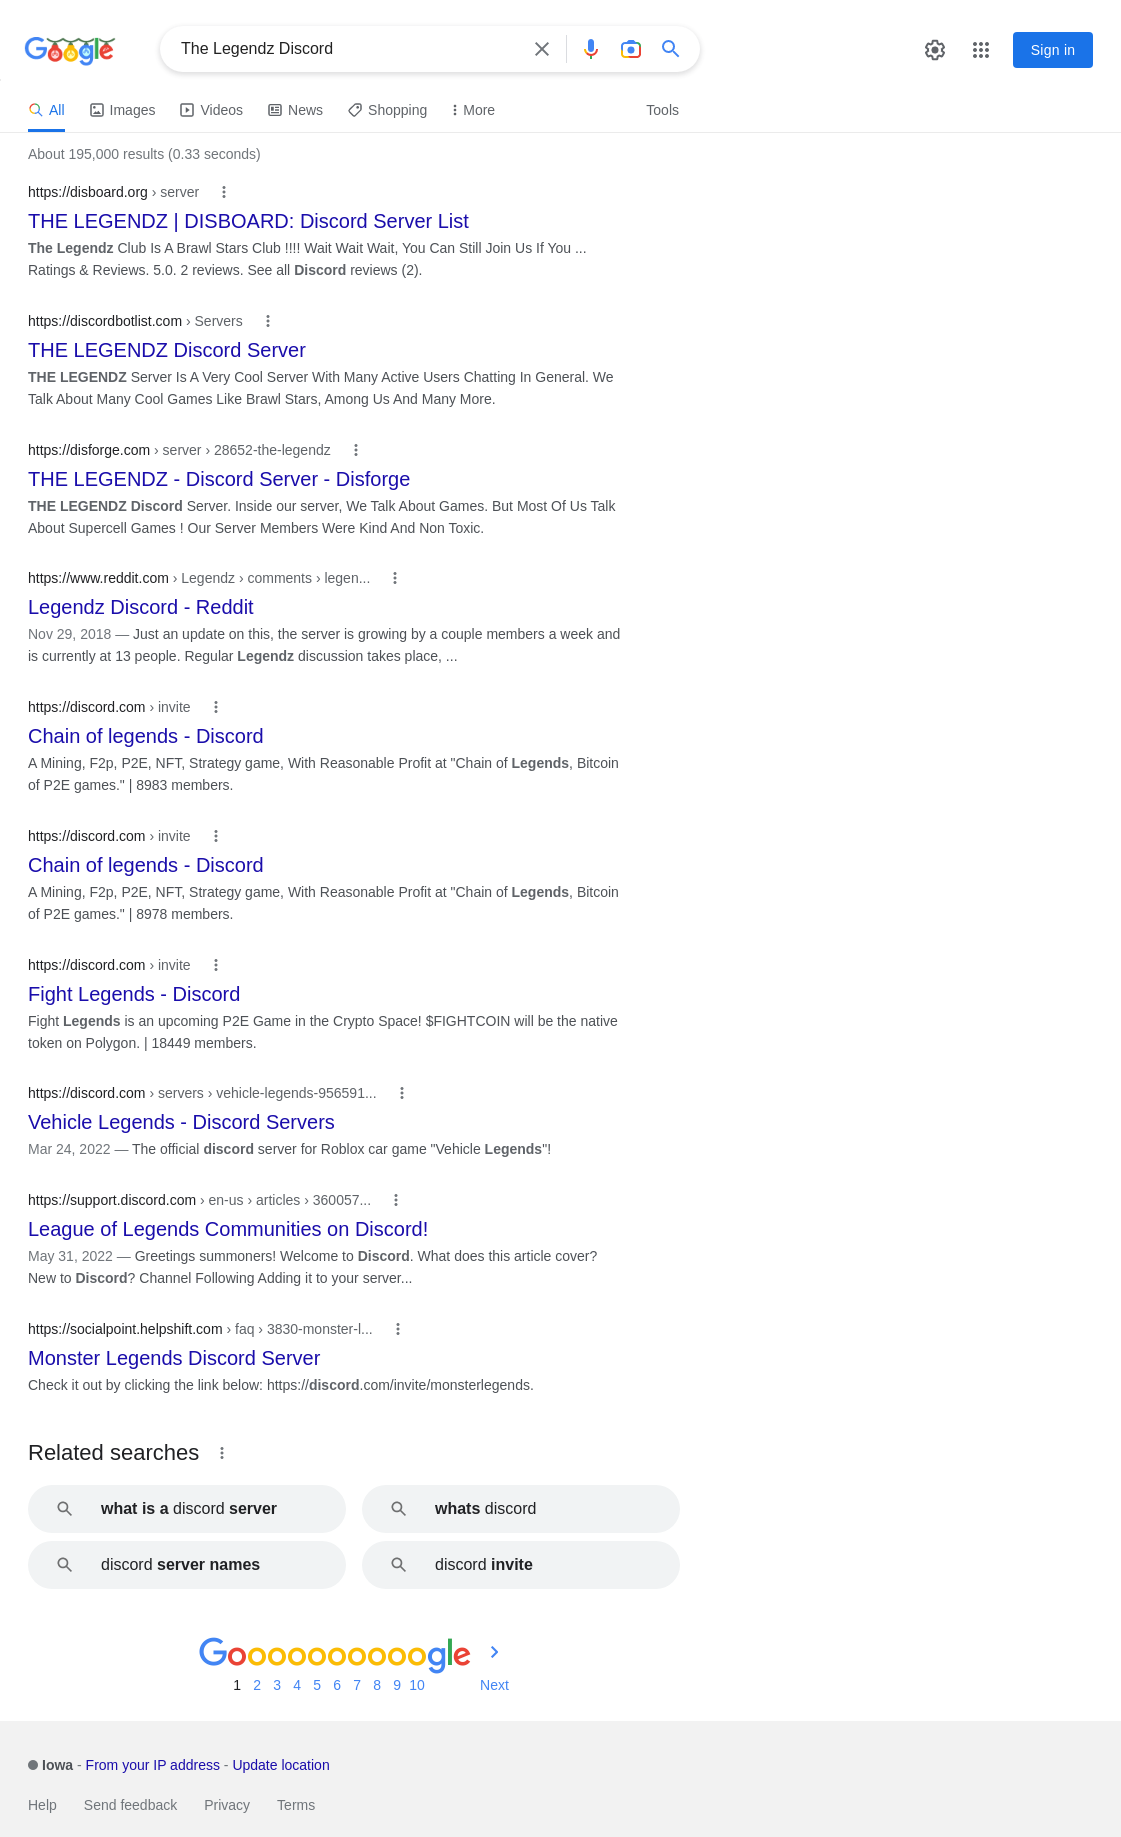 Google
The Legendz Discord
Sign in
All Images Videos News Shopping More Tools
About 195,000 results (0.33 seconds)
https://disboard.org › server
THE LEGENDZ | DISBOARD: Discord Server List
The Legendz Club Is A Brawl Stars Club !!!! Wait Wait Wait, You Can Still Join Us If You ...
Ratings & Reviews. 5.0. 2 reviews. See all Discord reviews (2).
https://discordbotlist.com › Servers
THE LEGENDZ Discord Server
THE LEGENDZ Server Is A Very Cool Server With Many Active Users Chatting In General. We
Talk About Many Cool Games Like Brawl Stars, Among Us And Many More.
https://disforge.com › server › 28652-the-legendz
THE LEGENDZ - Discord Server - Disforge
THE LEGENDZ Discord Server. Inside our server, We Talk About Games. But Most Of Us Talk
About Supercell Games ! Our Server Members Were Kind And Non Toxic.
https://www.reddit.com › Legendz › comments › legen...
Legendz Discord - Reddit
Nov 29, 2018 — Just an update on this, the server is growing by a couple members a week and
is currently at 13 people. Regular Legendz discussion takes place, ...
https://discord.com › invite
Chain of legends - Discord
A Mining, F2p, P2E, NFT, Strategy game, With Reasonable Profit at "Chain of Legends, Bitcoin
of P2E games." | 8983 members.
https://discord.com › invite
Chain of legends - Discord
A Mining, F2p, P2E, NFT, Strategy game, With Reasonable Profit at "Chain of Legends, Bitcoin
of P2E games." | 8978 members.
https://discord.com › invite
Fight Legends - Discord
Fight Legends is an upcoming P2E Game in the Crypto Space! $FIGHTCOIN will be the native
token on Polygon. | 18449 members.
https://discord.com › servers › vehicle-legends-956591...
Vehicle Legends - Discord Servers
Mar 24, 2022 — The official discord server for Roblox car game "Vehicle Legends"!
https://support.discord.com › en-us › articles › 360057...
League of Legends Communities on Discord!
May 31, 2022 — Greetings summoners! Welcome to Discord. What does this article cover?
New to Discord? Channel Following Adding it to your server...
https://socialpoint.helpshift.com › faq › 3830-monster-l...
Monster Legends Discord Server
Check it out by clicking the link below: https://discord.com/invite/monsterlegends.
Related searches
what is a discord server
whats discord
discord server names
discord invite
Goooooooooogle
1 2 3 4 5 6 7 8 9 10 Next
Iowa - From your IP address - Update location
Help Send feedback Privacy Terms